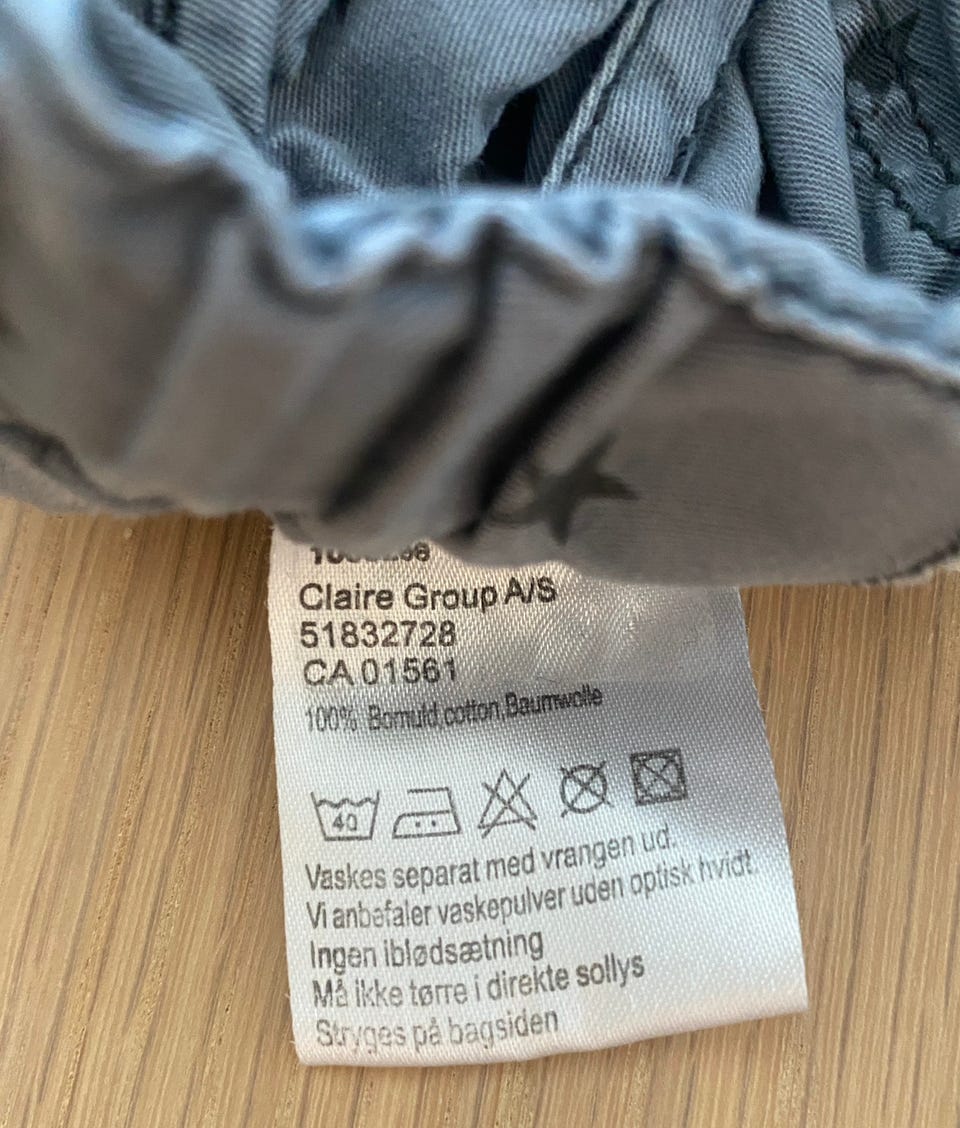 Claire Group A/S
51832728
CA 01561
100% Bomuld,cotton,Baumwolle
40
Vaskes separat med vrangen ud.
Vi anbefaler vaskepulver uden optisk hvidt.
Ingen iblødsætning
Må ikke tørre i direkte sollys
Stryges på bagsiden